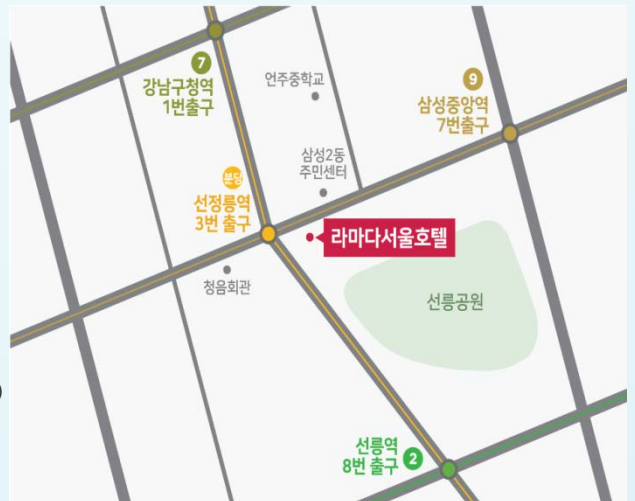 7
강남구청역
1번출구
언주중학교
9
삼성중앙역
7번출구
삼성2동
주민센터
분당
선정릉역
3번 출구
라마다서울호텔
청음회관
선릉공원
선릉역
8번 출구
2